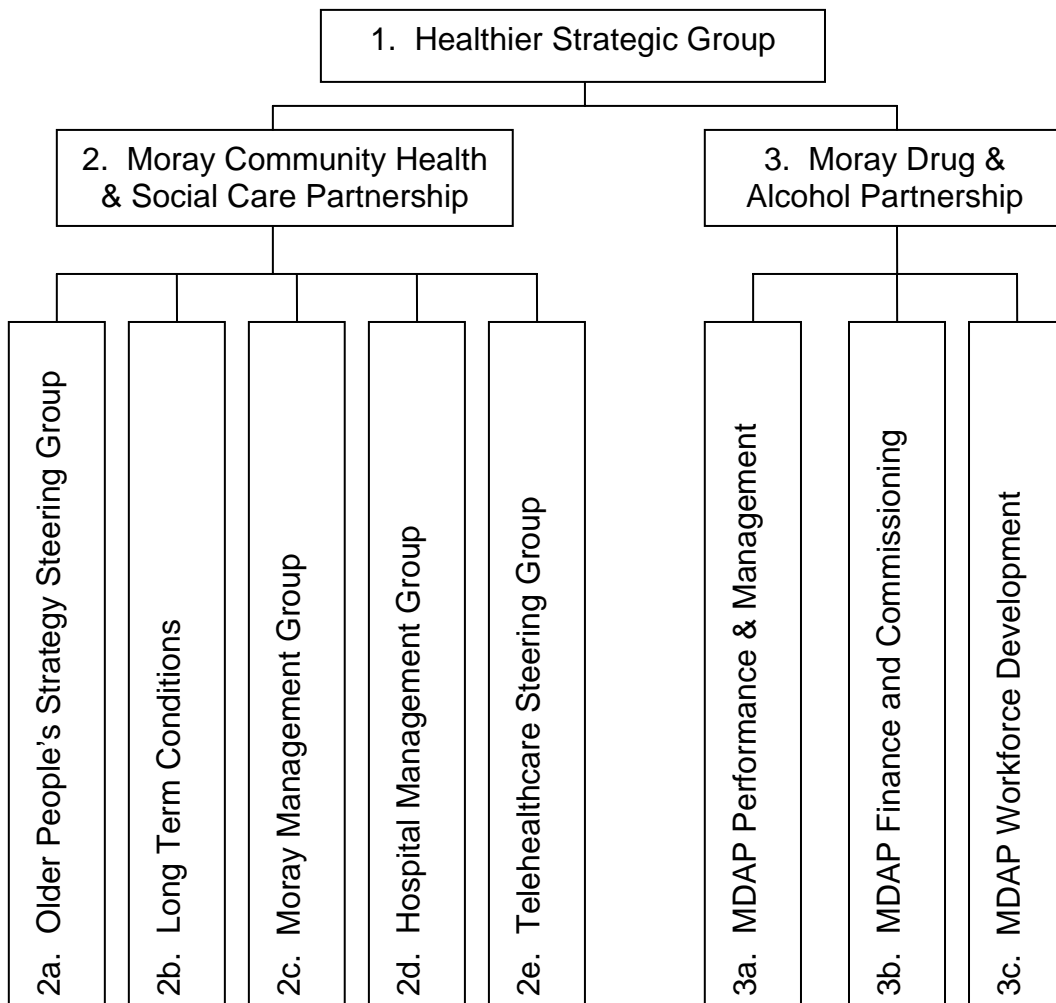 1. Healthier Strategic Group
2. Moray Community Health
& Social Care Partnership
3. Moray Drug &
Alcohol Partnership
2a. Older People’s Strategy Steering Group
2b. Long Term Conditions
2c. Moray Management Group
2d. Hospital Management Group
2e. Telehealthcare Steering Group
3a. MDAP Performance & Management
3b. MDAP Finance and Commissioning
3c. MDAP Workforce Development